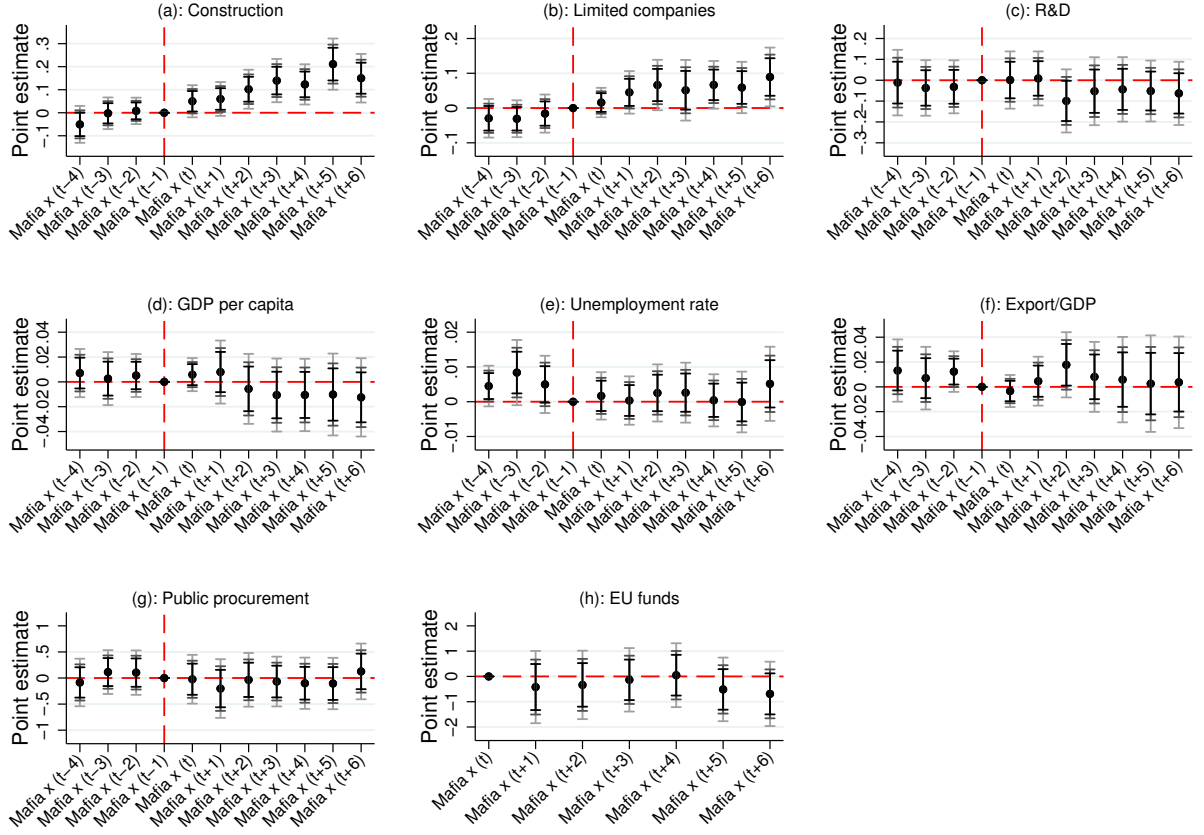 (a): Construction
Point estimate
−.1 0 .1 .2 .3
Mafia x (t−4)
Mafia x (t−3)
Mafia x (t−2)
Mafia x (t−1)
Mafia x (t)
Mafia x (t+1)
Mafia x (t+2)
Mafia x (t+3)
Mafia x (t+4)
Mafia x (t+5)
Mafia x (t+6)
(b): Limited companies
Point estimate
−.1 0 .1 .2
Mafia x (t−4)
Mafia x (t−3)
Mafia x (t−2)
Mafia x (t−1)
Mafia x (t)
Mafia x (t+1)
Mafia x (t+2)
Mafia x (t+3)
Mafia x (t+4)
Mafia x (t+5)
Mafia x (t+6)
(c): R&D
Point estimate
−.3−.2−.1 0 .1 .2
Mafia x (t−4)
Mafia x (t−3)
Mafia x (t−2)
Mafia x (t−1)
Mafia x (t)
Mafia x (t+1)
Mafia x (t+2)
Mafia x (t+3)
Mafia x (t+4)
Mafia x (t+5)
Mafia x (t+6)
(d): GDP per capita
Point estimate
−.04−.02 0 .02.04
Mafia x (t−4)
Mafia x (t−3)
Mafia x (t−2)
Mafia x (t−1)
Mafia x (t)
Mafia x (t+1)
Mafia x (t+2)
Mafia x (t+3)
Mafia x (t+4)
Mafia x (t+5)
Mafia x (t+6)
(e): Unemployment rate
Point estimate
−.01 0 .01 .02
Mafia x (t−4)
Mafia x (t−3)
Mafia x (t−2)
Mafia x (t−1)
Mafia x (t)
Mafia x (t+1)
Mafia x (t+2)
Mafia x (t+3)
Mafia x (t+4)
Mafia x (t+5)
Mafia x (t+6)
(f): Export/GDP
Point estimate
−.04−.02 0 .02.04
Mafia x (t−4)
Mafia x (t−3)
Mafia x (t−2)
Mafia x (t−1)
Mafia x (t)
Mafia x (t+1)
Mafia x (t+2)
Mafia x (t+3)
Mafia x (t+4)
Mafia x (t+5)
Mafia x (t+6)
(g): Public procurement
Point estimate
−1 −.5 0 .5 1
Mafia x (t−4)
Mafia x (t−3)
Mafia x (t−2)
Mafia x (t−1)
Mafia x (t)
Mafia x (t+1)
Mafia x (t+2)
Mafia x (t+3)
Mafia x (t+4)
Mafia x (t+5)
Mafia x (t+6)
(h): EU funds
Point estimate
−2 −1 0 1 2
Mafia x (t)
Mafia x (t+1)
Mafia x (t+2)
Mafia x (t+3)
Mafia x (t+4)
Mafia x (t+5)
Mafia x (t+6)